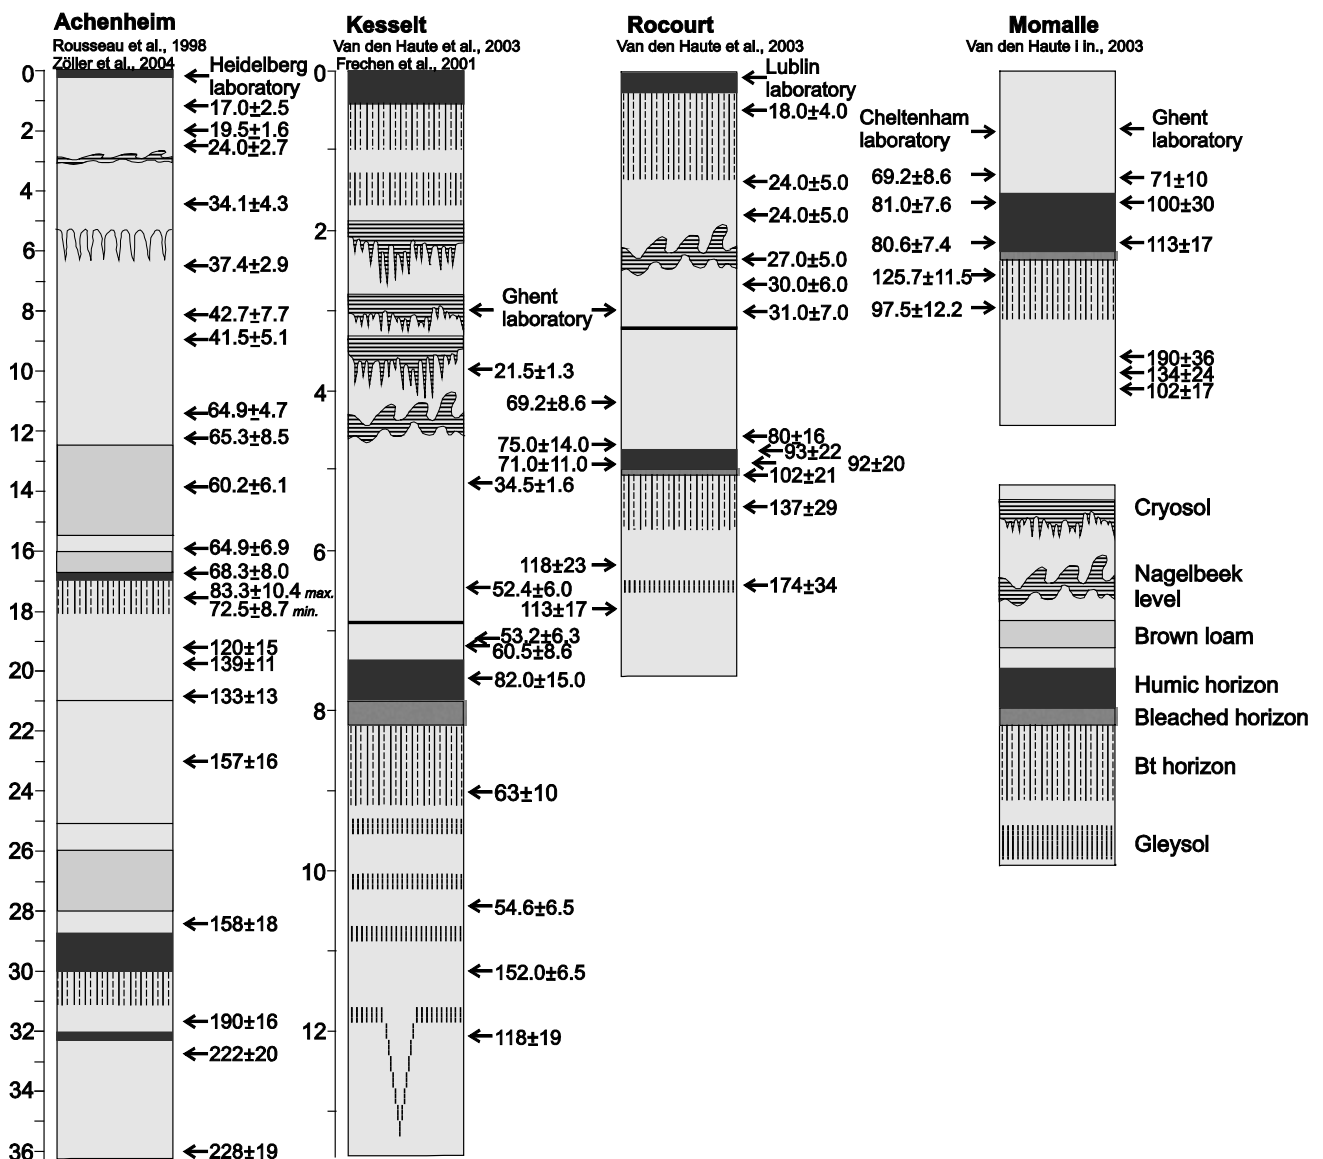 Achenheim
Rousseau et al., 1998
Zöller et al., 2004
Heidelberg
laboratory
0
2
4
6
8
10
12
14
16
18
20
22
24
26
28
30
32
34
36
17.0±2.5
19.5±1.6
24.0±2.7
34.1±4.3
37.4±2.9
42.7±7.7
41.5±5.1
64.9±4.7
65.3±8.5
60.2±6.1
64.9±6.9
68.3±8.0
83.3±10.4 max.
72.5±8.7 min.
120±15
139±11
133±13
157±16
158±18
190±16
222±20
228±19
Kesselt
Van den Haute et al., 2003
Frechen et al., 2001
0
2
4
6
8
10
12
Ghent
laboratory
21.5±1.3
34.5±1.6
52.4±6.0
53.2±6.3
60.5±8.6
82.0±15.0
63±10
54.6±6.5
152.0±6.5
118±19
Rocourt
Van den Haute et al., 2003
69.2±8.6
75.0±14.0
71.0±11.0
118±23
113±17
Lublin
laboratory
18.0±4.0
24.0±5.0
24.0±5.0
27.0±5.0
30.0±6.0
31.0±7.0
80±16
93±22
92±20
102±21
137±29
174±34
Momalle
Van den Haute I in., 2003
Cheltenham
laboratory
69.2±8.6
81.0±7.6
80.6±7.4
125.7±11.5
97.5±12.2
Ghent
laboratory
71±10
100±30
113±17
190±36
134±24
102±17
Cryosol
Nagelbeek
level
Brown loam
Humic horizon
Bleached horizon
Bt horizon
Gleysol